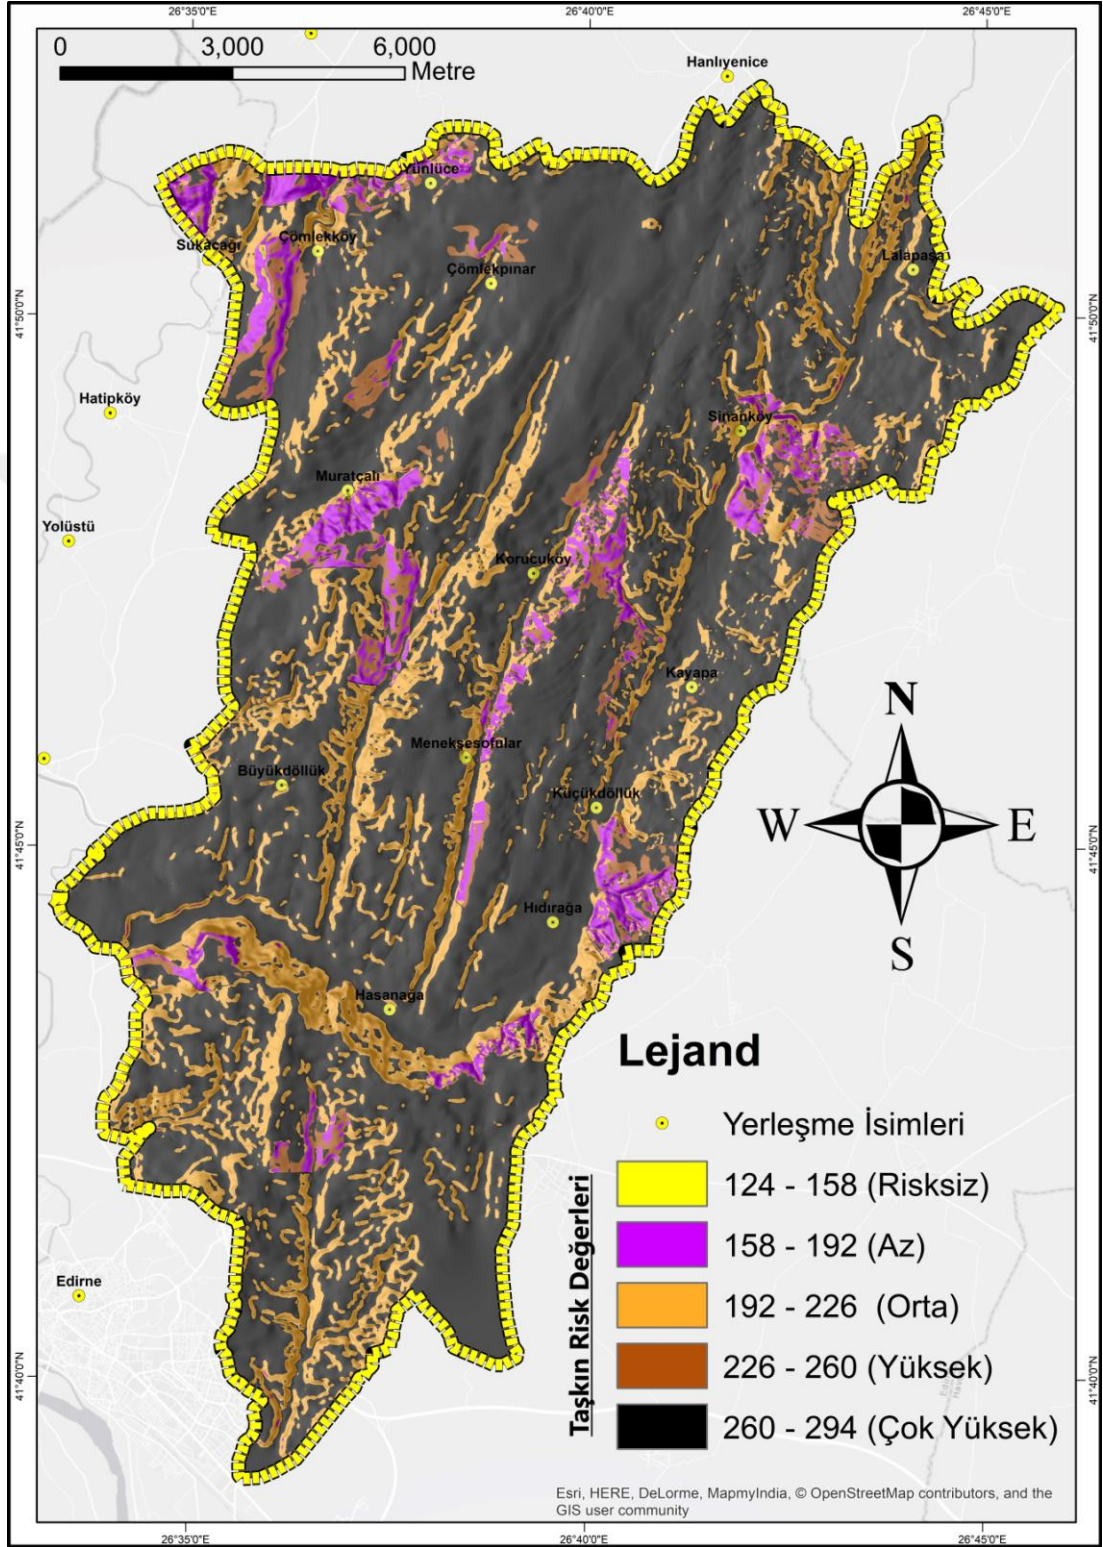 26°35'0"E
26°40'0"E
26°45'0"E
0
3,000
6,000
Metre
Hanlıyenice
Yünlüce
Sukacağı
Çömlekköy
Çömlekpınar
Lalapaşa
41°50'0"N
41°50'0"N
Hatipköy
Sinanköy
Muratçalı
Yolüstü
Korucuköy
Kayapa
N
Menekşesofular
Büyükdöllük
Küçükdöllük
W
E
41°45'0"N
41°45'0"N
Hıdırağa
S
Hasanağa
Lejand
Yerleşme İsimleri
Taşkın Risk Değerleri
124 - 158 (Risksiz)
158 - 192 (Az)
192 - 226 (Orta)
226 - 260 (Yüksek)
260 - 294 (Çok Yüksek)
Edirne
41°40'0"N
41°40'0"N
Esri, HERE, DeLorme, MapmyIndia, © OpenStreetMap contributors, and the
GIS user community
26°35'0"E
26°40'0"E
26°45'0"E